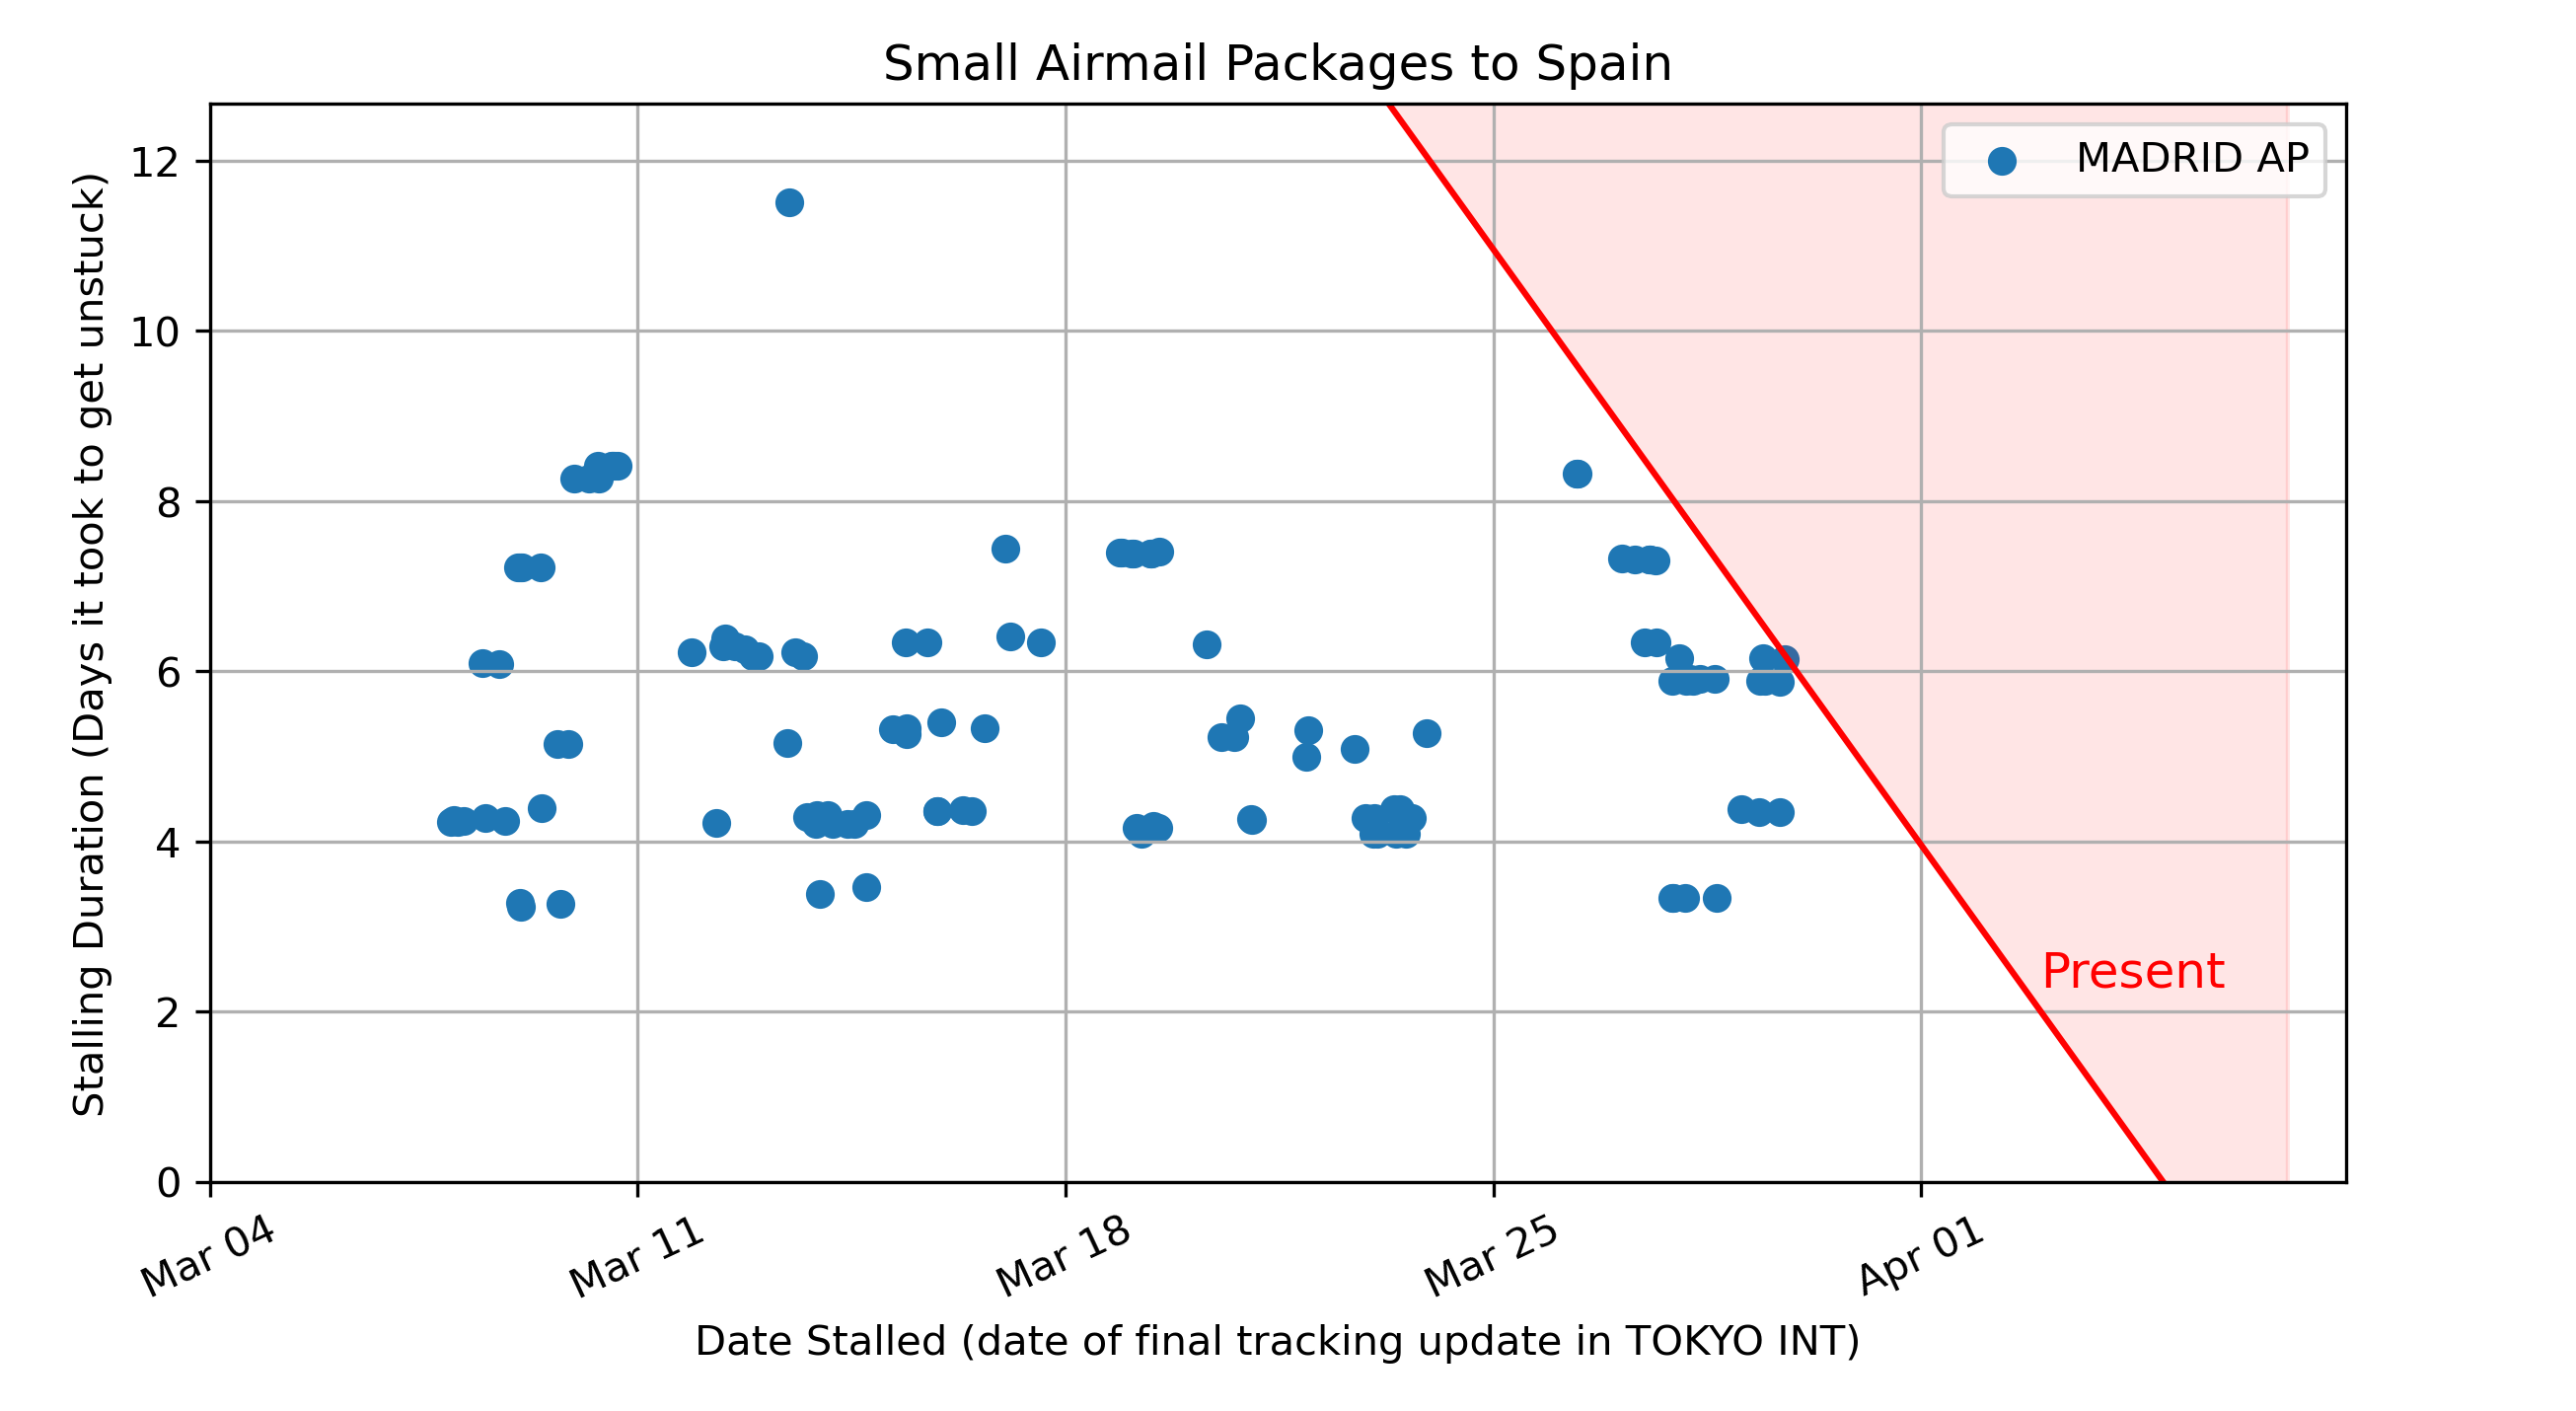 Small Airmail Packages to Spain
MADRID AP
Stalling Duration (Days it took to get unstuck)
12
10
8
6
4
2
0
Present
Mar 04
Mar 11
Mar 18
Mar 25
Apr 01
Date Stalled (date of final tracking update in TOKYO INT)